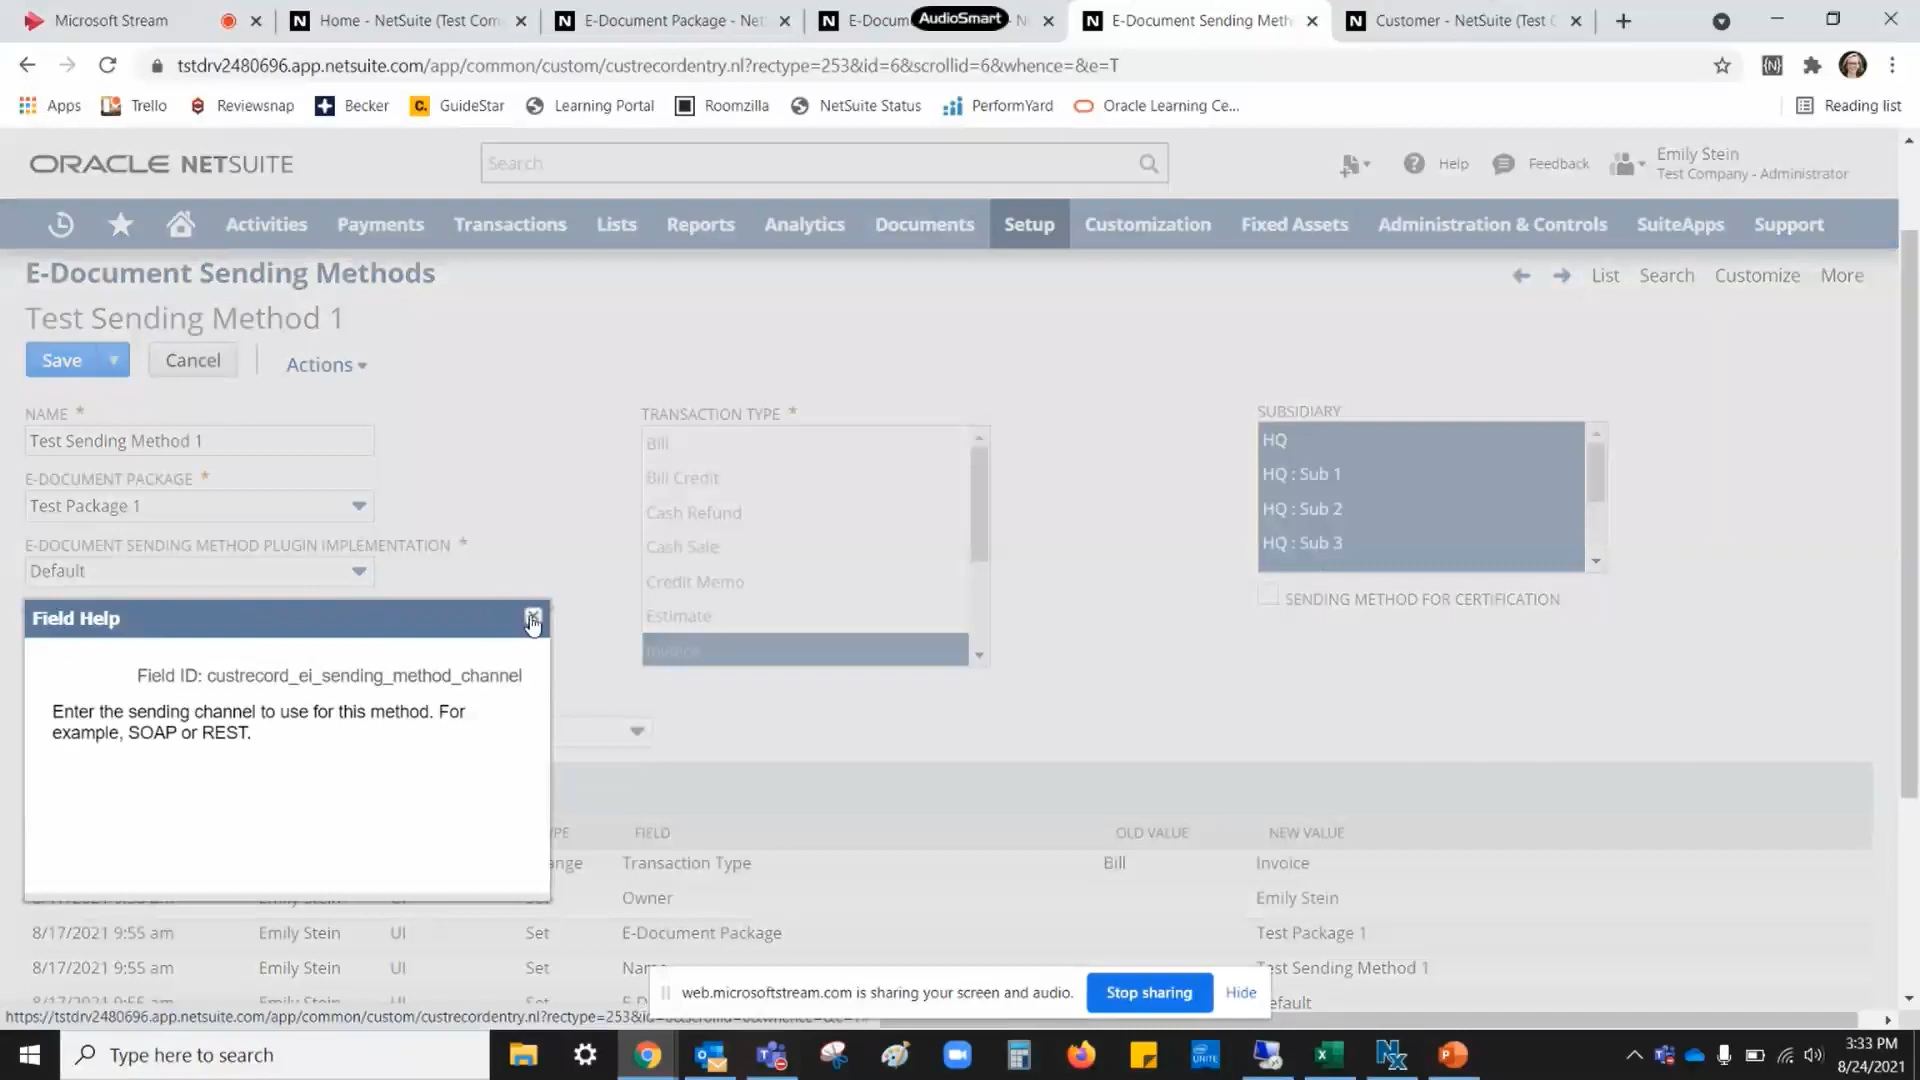 Microsoft Stream
Home - NetSuite (Test Com
E-Document Package - Net
E-Docum
AudioSmart
E-Document Sending Meth
Customer - NetSuite (Test C
tstdrv2480696.app.netsuite.com/app/common/custom/custrecordentry.nl?rectype=253&id=6&scrollid=6&whence=&e=T
Apps
Trello
Reviewsnap
Becker
GuideStar
Learning Portal
Roomzilla
NetSuite Status
PerformYard
Oracle Learning Ce...
Reading list
ORACLE NETSUITE
Search
Help
Feedback
Emily Stein
Test Company - Administrator
Activities
Payments
Transactions
Lists
Reports
Analytics
Documents
Setup
Customization
Fixed Assets
Administration & Controls
SuiteApps
Support
E-Document Sending Methods
List
Search
Customize
More
Test Sending Method 1
Save
Cancel
Actions
NAME *
Test Sending Method 1
E-DOCUMENT PACKAGE *
Test Package 1
E-DOCUMENT SENDING METHOD PLUGIN IMPLEMENTATION *
Default
TRANSACTION TYPE *
Bill
Bill Credit
Cash Refund
Cash Sale
Credit Memo
Estimate
Invoice
SUBSIDIARY
HQ
HQ : Sub 1
HQ : Sub 2
HQ : Sub 3
SENDING METHOD FOR CERTIFICATION
Field Help
Field ID: custrecord_ei_sending_method_channel
Enter the sending channel to use for this method. For
example, SOAP or REST.
PE
FIELD
OLD VALUE
NEW VALUE
ange
Transaction Type
Bill
Invoice
Owner
Emily Stein
8/17/2021 9:55 am
Emily Stein
UI
Set
E-Document Package
Test Package 1
8/17/2021 9:55 am
Emily Stein
UI
Set
Test Sending Method 1
efault
web.microsoftstream.com is sharing your screen and audio.
Stop sharing
Hide
Type here to search
3:33 PM
8/24/2021